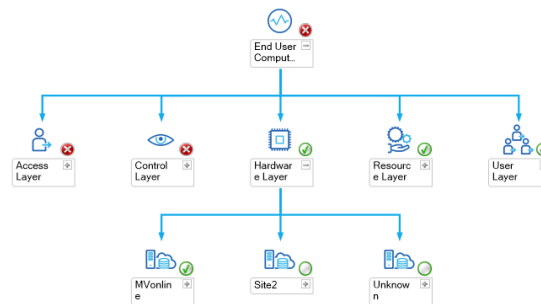 End User
Comput...
Access
Layer
Control
Layer
Hardwar
e Layer
Resourc
e Layer
User
Layer
MVonlin
e
Site2
Unknow
n